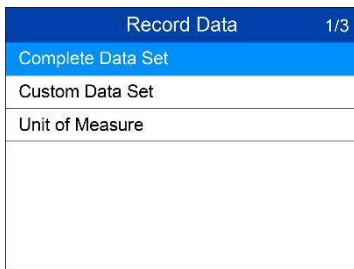 Record Data 1/3
Complete Data Set
Custom Data Set
Unit of Measure